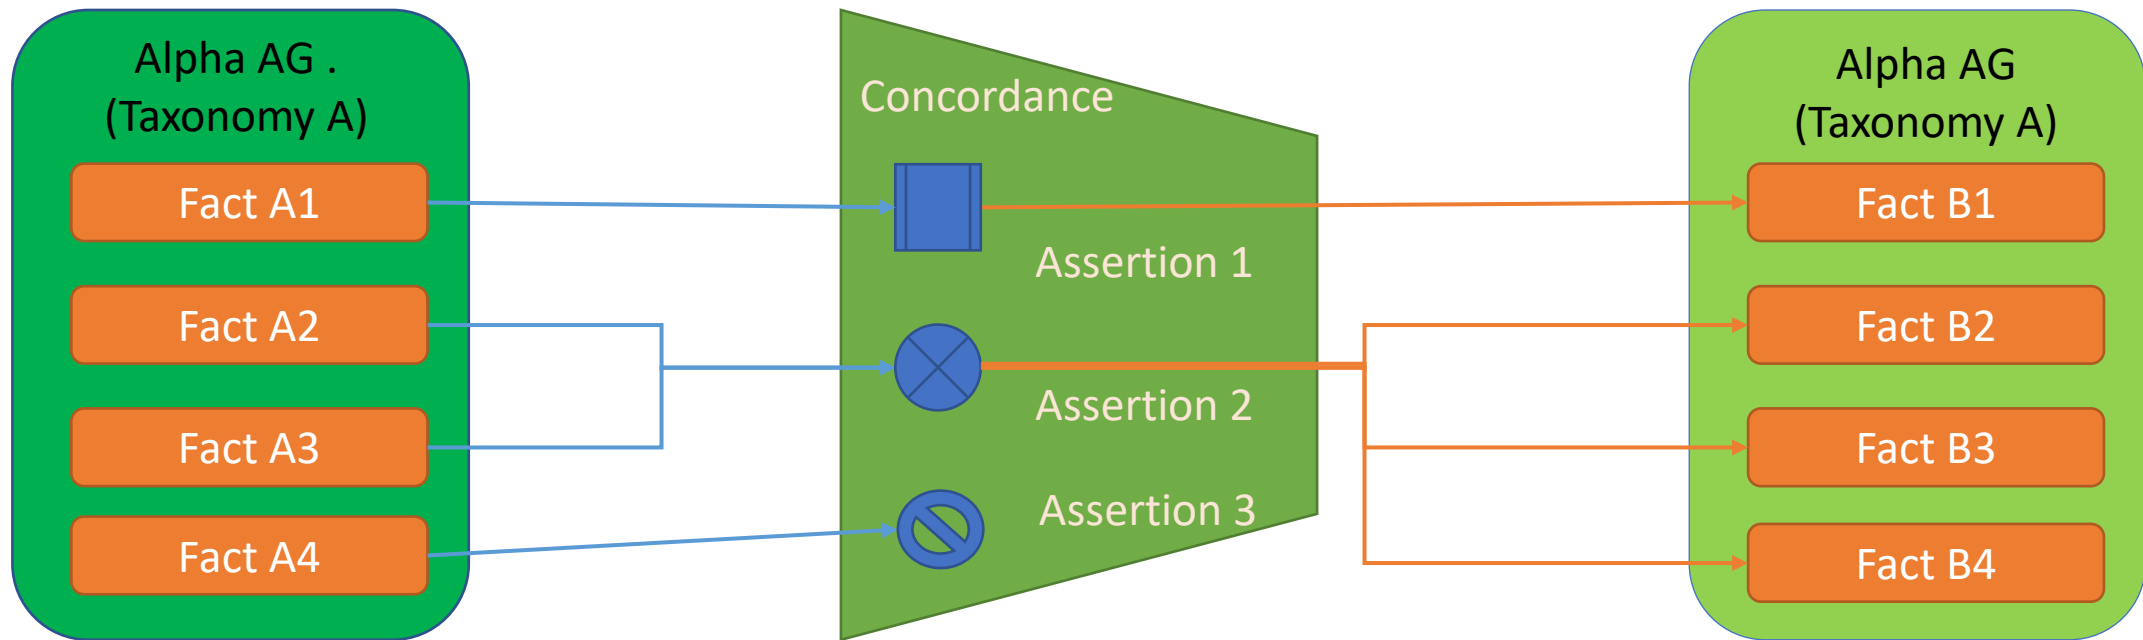 Alpha AG .
(Taxonomy A)
Fact A1
Fact A2
Fact A3
Fact A4
Concordance
Assertion 1
Assertion 2
Assertion 3
Alpha AG
(Taxonomy A)
Fact B1
Fact B2
Fact B3
Fact B4